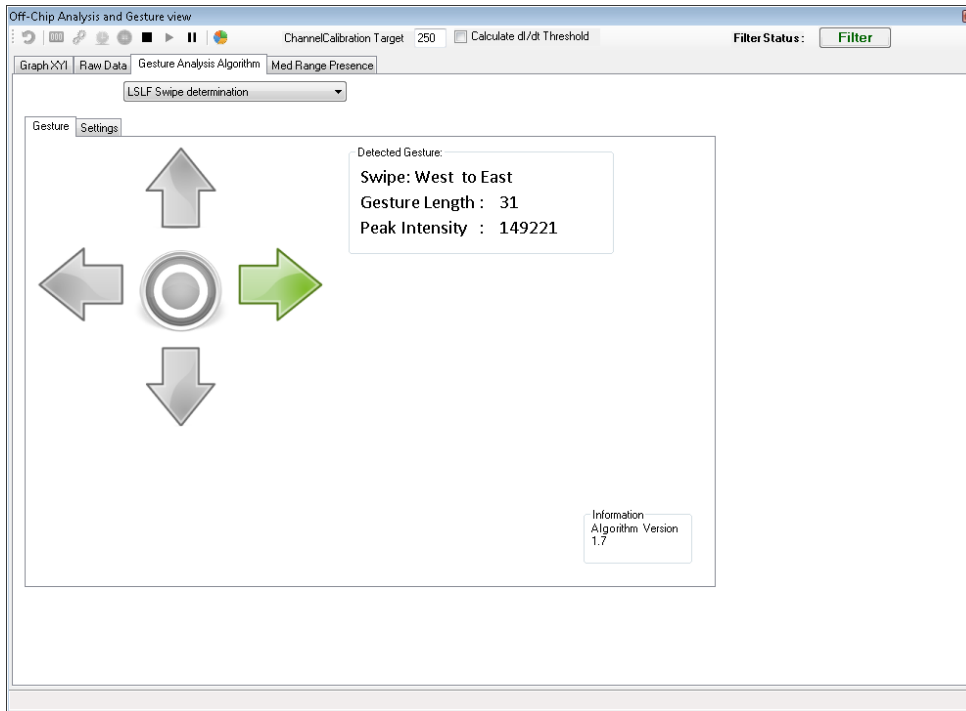 Off-Chip Analysis and Gesture view
ChannelCalibration Target 250 Calculate dI/dt Threshold Filter Status: Filter
Graph XYI Raw Data Gesture Analysis Algorithm Med Range Presence
LSLF Swipe determination
Gesture Settings
Detected Gesture:
Swipe: West to East
Gesture Length : 31
Peak Intensity : 149221
Information
Algorithm Version
1.7